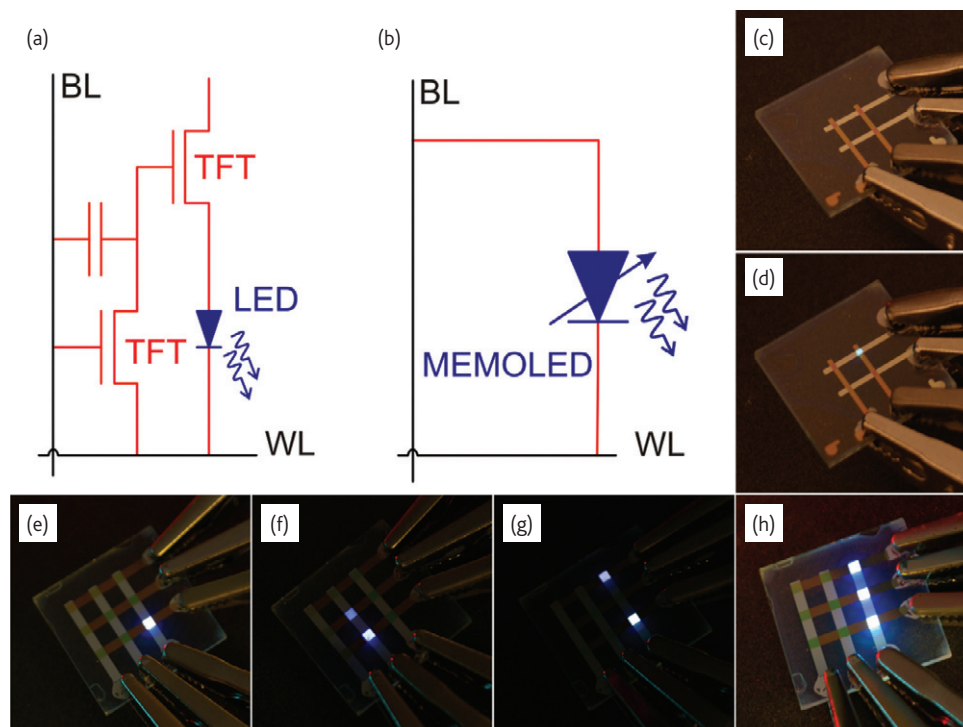 (a)
BL
TFT
LED
TFT
WL
(b)
BL
MEMOLED
WL
(c)
(d)
(e)
(f)
(g)
(h)